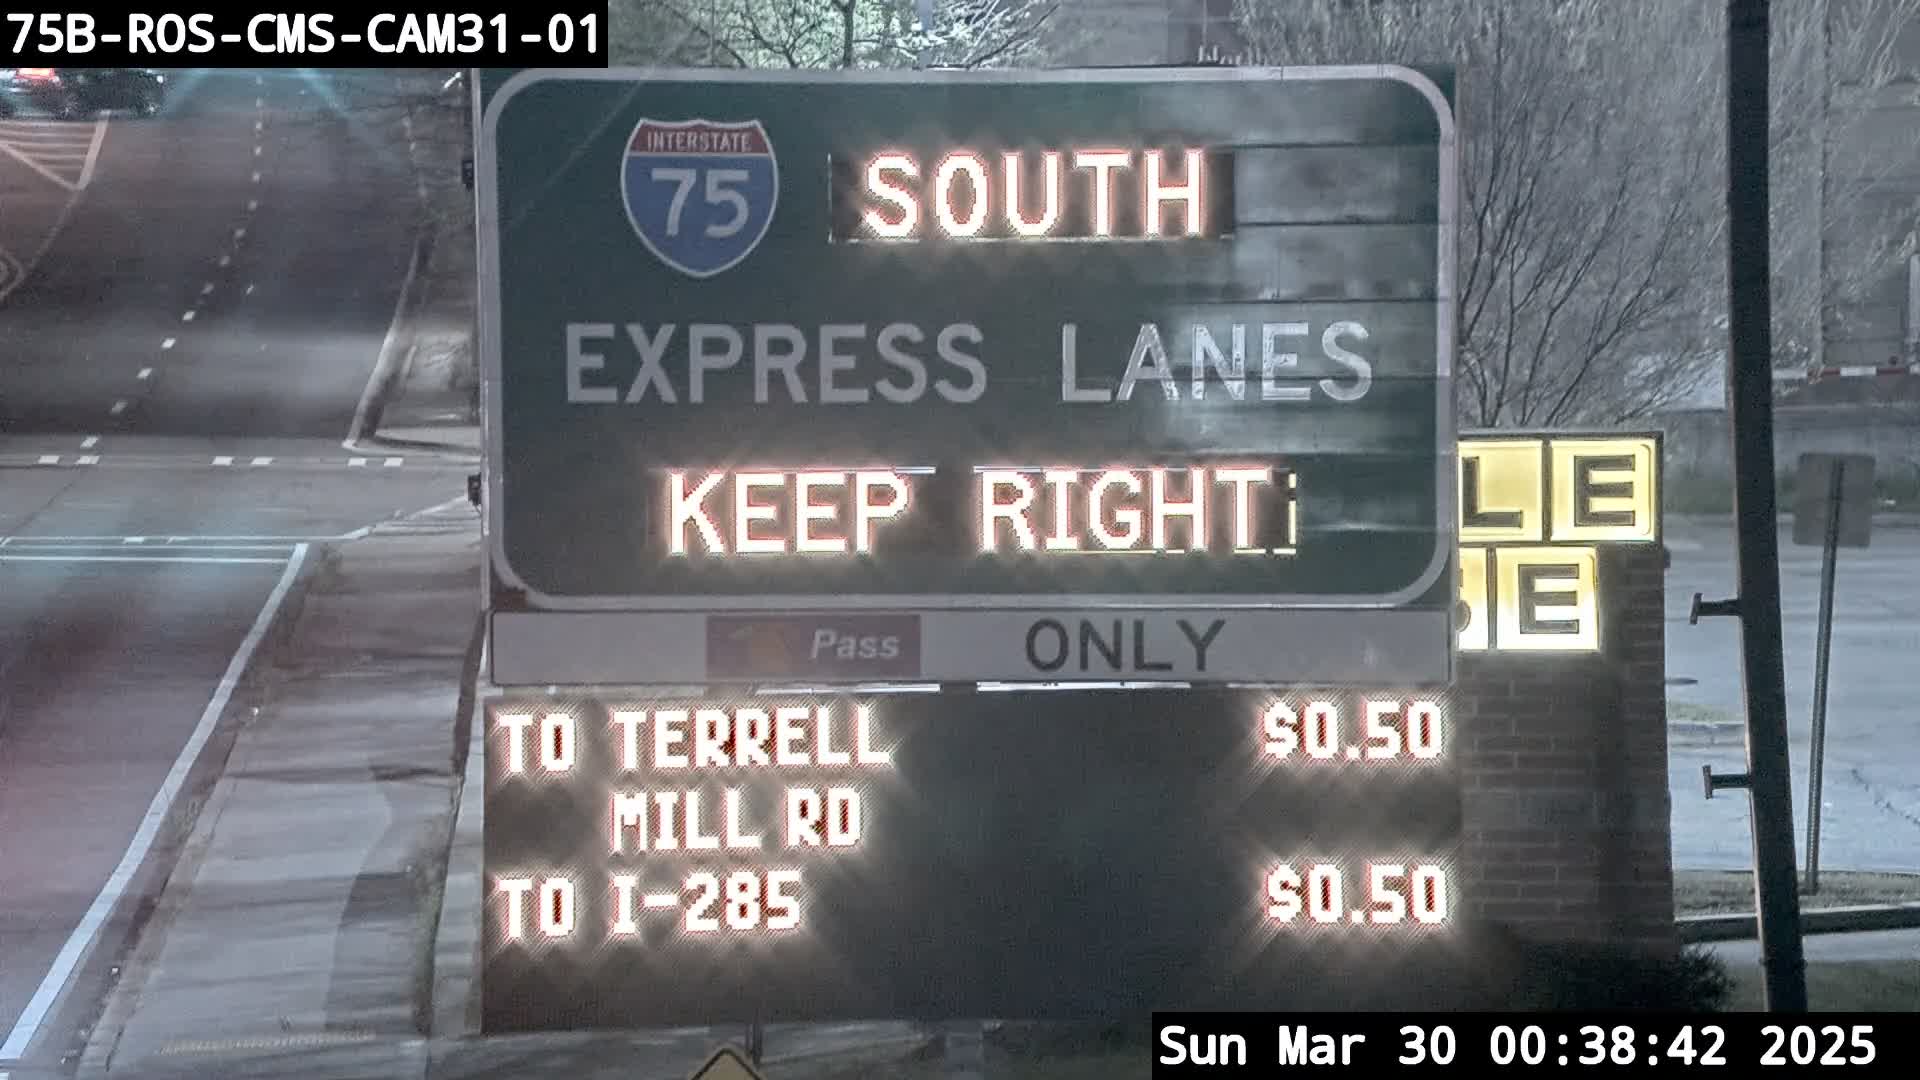 75B-ROS-CMS-CAM31-01
INTERSTATE
75
SOUTH
EXPRESS LANES
KEEP RIGHT
Pass ONLY
TO TERRELL $0.50
MILL RD
TO I-285 $0.50
LE
E
Sun Mar 30 00:38:42 2025